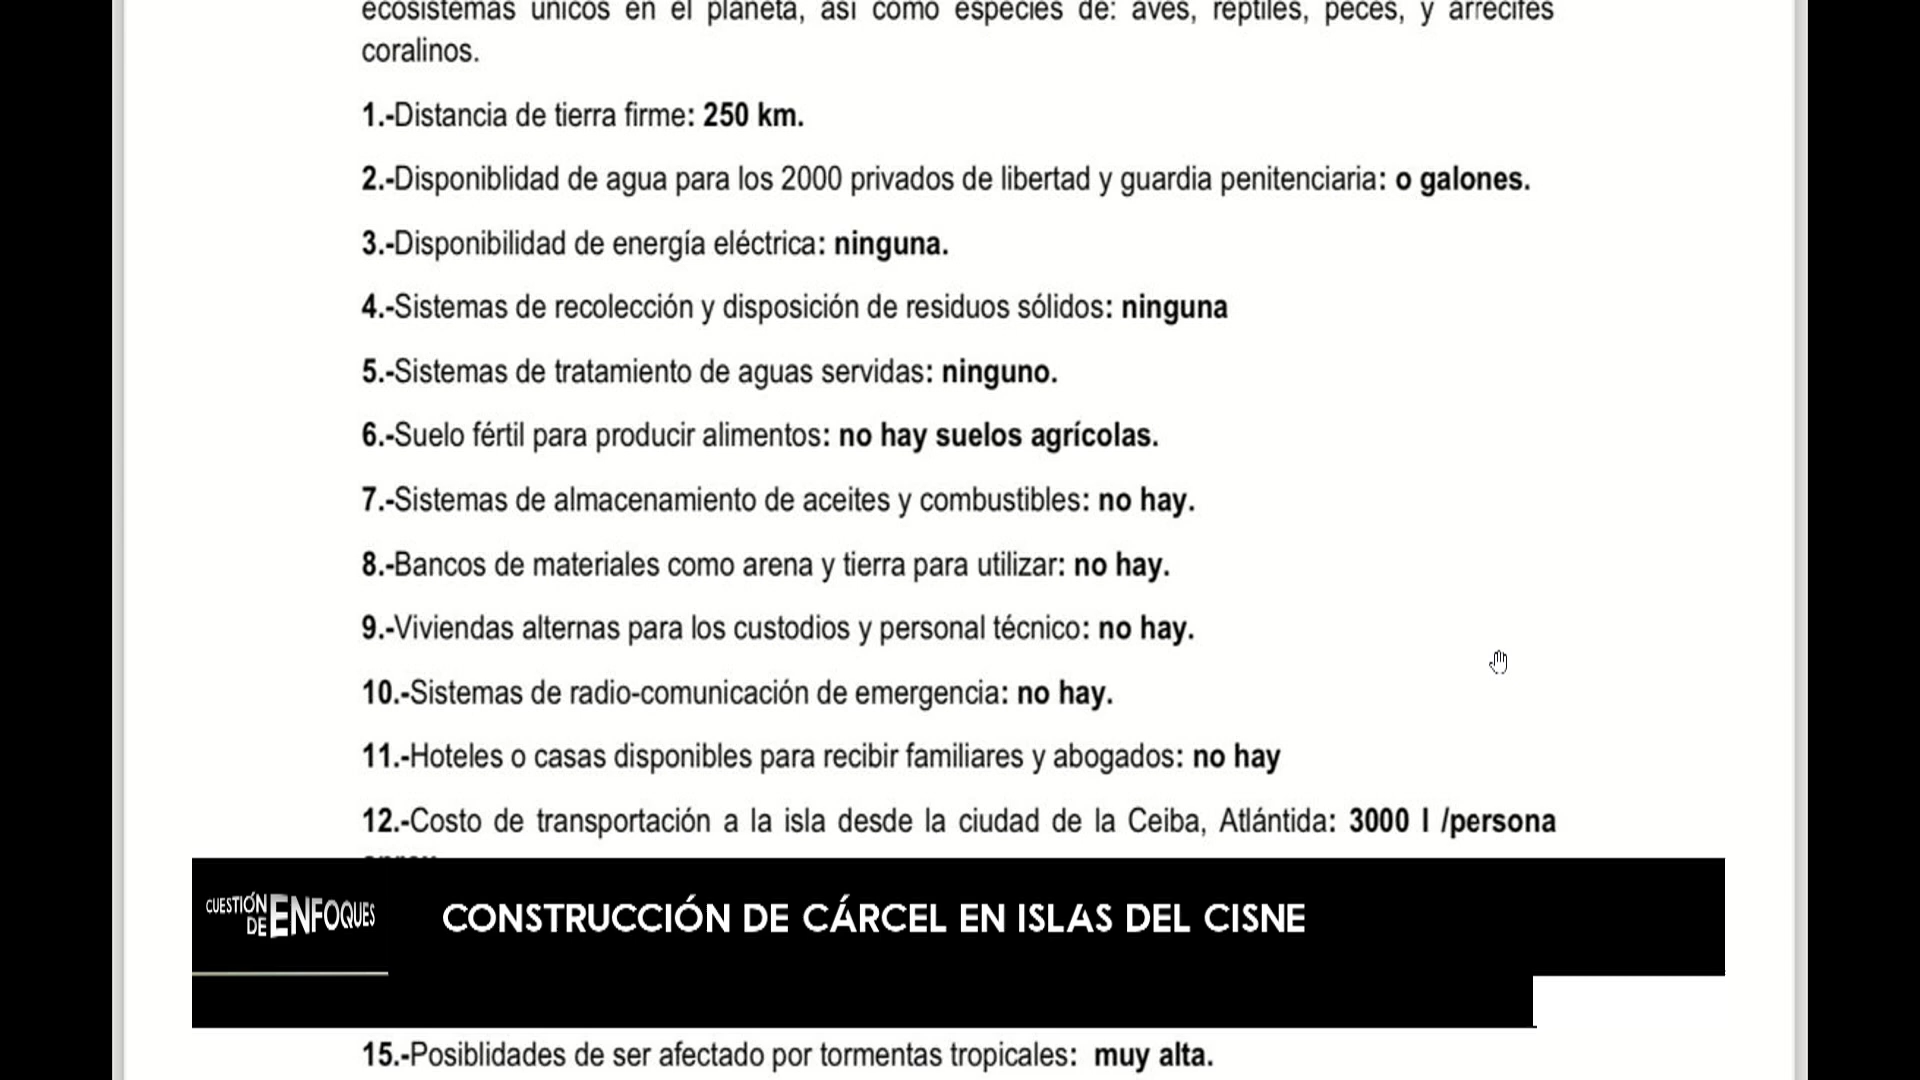 ecosistemas únicos en el planeta, así como especies de: aves, reptiles, peces, y arrecifes
coralinos.
1.-Distancia de tierra firme: 250 km.
2.-Disponiblidad de agua para los 2000 privados de libertad y guardia penitenciaria: o galones.
3.-Disponibilidad de energía eléctrica: ninguna.
4.-Sistemas de recolección y disposición de residuos sólidos: ninguna
5.-Sistemas de tratamiento de aguas servidas: ninguno.
6.-Suelo fértil para producir alimentos: no hay suelos agrícolas.
7.-Sistemas de almacenamiento de aceites y combustibles: no hay.
8.-Bancos de materiales como arena y tierra para utilizar: no hay.
9.-Viviendas alternas para los custodios y personal técnico: no hay.
10.-Sistemas de radio-comunicación de emergencia: no hay.
11.-Hoteles o casas disponibles para recibir familiares y abogados: no hay
12.-Costo de transportación a la isla desde la ciudad de la Ceiba, Atlántida: 3000 l /persona
CUESTIÓN DE ENFOQUES
CONSTRUCCIÓN DE CÁRCEL EN ISLAS DEL CISNE
15.-Posiblidades de ser afectado por tormentas tropicales: muy alta.